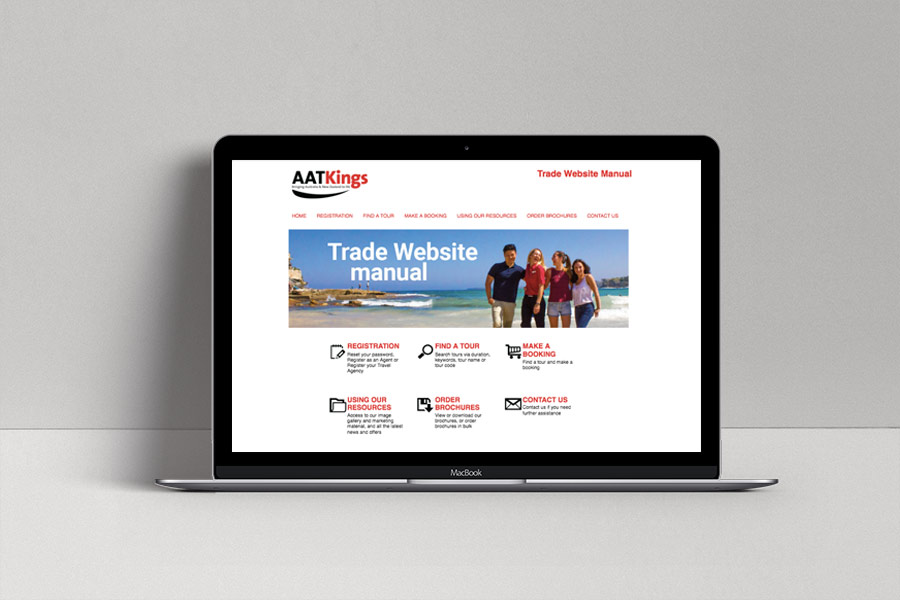 AATKings
Bringing Australia & New Zealand to life
Trade Website Manual
HOME REGISTRATION FIND A TOUR MAKE A BOOKING USING OUR RESOURCES ORDER BROCHURES CONTACT US
Trade Website
manual
REGISTRATION
Reset your password,
Register as an Agent or
Register your Travel
Agency
FIND A TOUR
Search tours via duration,
keywords, tour name or
tour code
MAKE A
BOOKING
Find a tour and make a
booking
USING OUR
RESOURCES
Access to our image
gallery and marketing
material, and all the latest
news and offers
ORDER
BROCHURES
View or download our
brochures, or order
brochures in bulk
CONTACT US
Contact us if you need
further assistance
MacBook